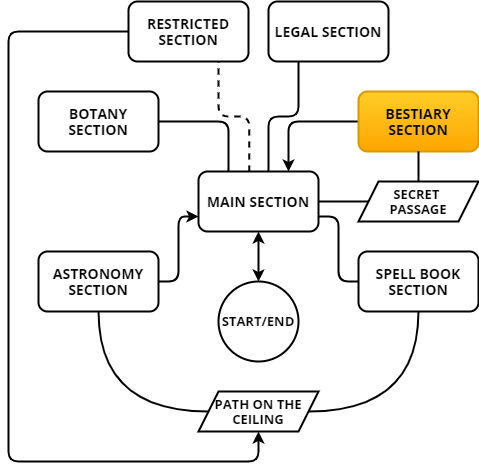 RESTRICTED
SECTION
LEGAL SECTION
BOTANY
SECTION
BESTIARY
SECTION
MAIN SECTION
SECRET
PASSAGE
ASTRONOMY
SECTION
SPELL BOOK
SECTION
START/END
PATH ON THE
CEILING